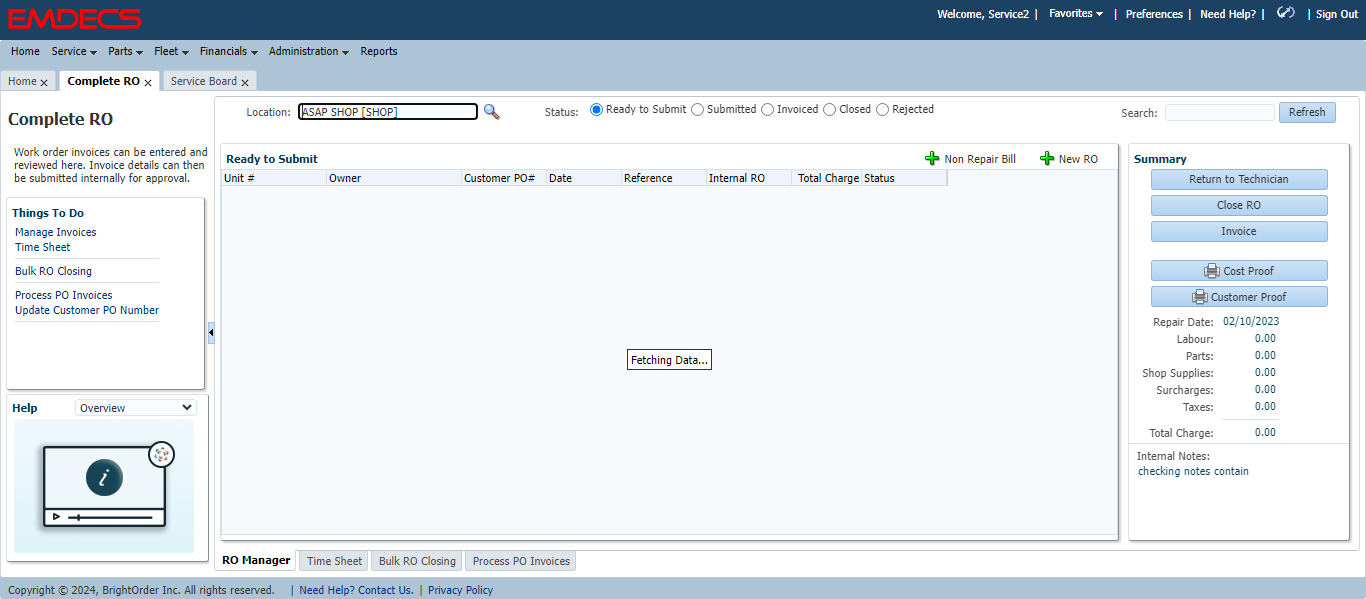 EMDECS
Welcome, Service2 | Favorites | Preferences | Need Help? | | Sign Out
Home Service Parts Fleet Financials Administration Reports
Home x Complete RO x Service Board x
Complete RO
Work order invoices can be entered and
reviewed here. Invoice details can then
be submitted internally for approval.
Things To Do
Manage Invoices
Time Sheet
Bulk RO Closing
Process PO Invoices
Update Customer PO Number
Help Overview
i
Location: ASAP SHOP [SHOP] Status: Ready to Submit Submitted Invoiced Closed Rejected Search: Refresh
Ready to Submit Non Repair Bill New RO
Unit # Owner Customer PO# Date Reference Internal RO Total Charge Status
Fetching Data...
Summary
Return to Technician
Close RO
Invoice
Cost Proof
Customer Proof
Repair Date: 02/10/2023
Labour: 0.00
Parts: 0.00
Shop Supplies: 0.00
Surcharges: 0.00
Taxes: 0.00
Total Charge: 0.00
Internal Notes:
checking notes contain
RO Manager Time Sheet Bulk RO Closing Process PO Invoices
Copyright © 2024, BrightOrder Inc. All rights reserved. | Need Help? Contact Us. | Privacy Policy